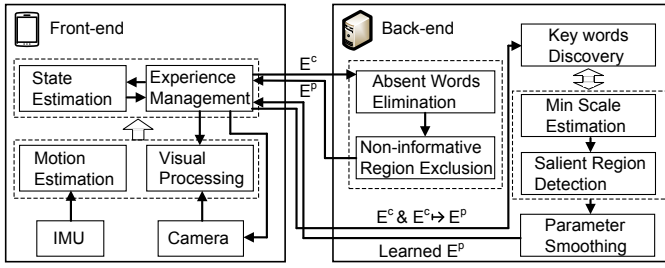 Front-end
State
Estimation
Experience
Management
Motion
Estimation
Visual
Processing
IMU
Camera
E^c
E^p
E^c & E^c ↦ E^p
Learned E^p
Back-end
Absent Words
Elimination
Non-informative
Region Exclusion
Key words
Discovery
Min Scale
Estimation
Salient Region
Detection
Parameter
Smoothing